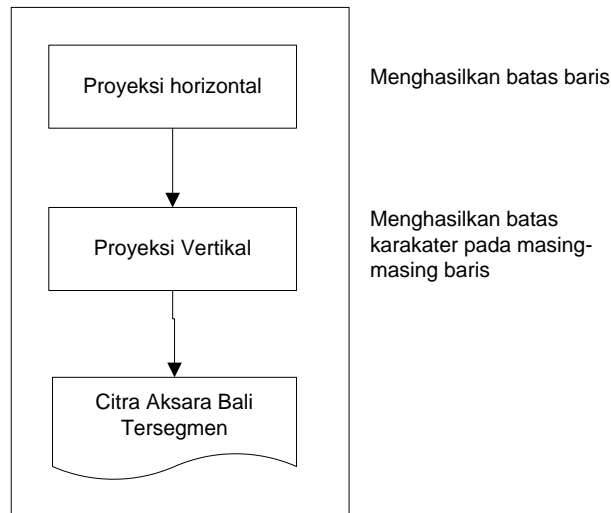 Proyeksi horizontal
Menghasilkan batas baris
Proyeksi Vertikal
Menghasilkan batas
karakater pada masing-
masing baris
Citra Aksara Bali
Tersegmen